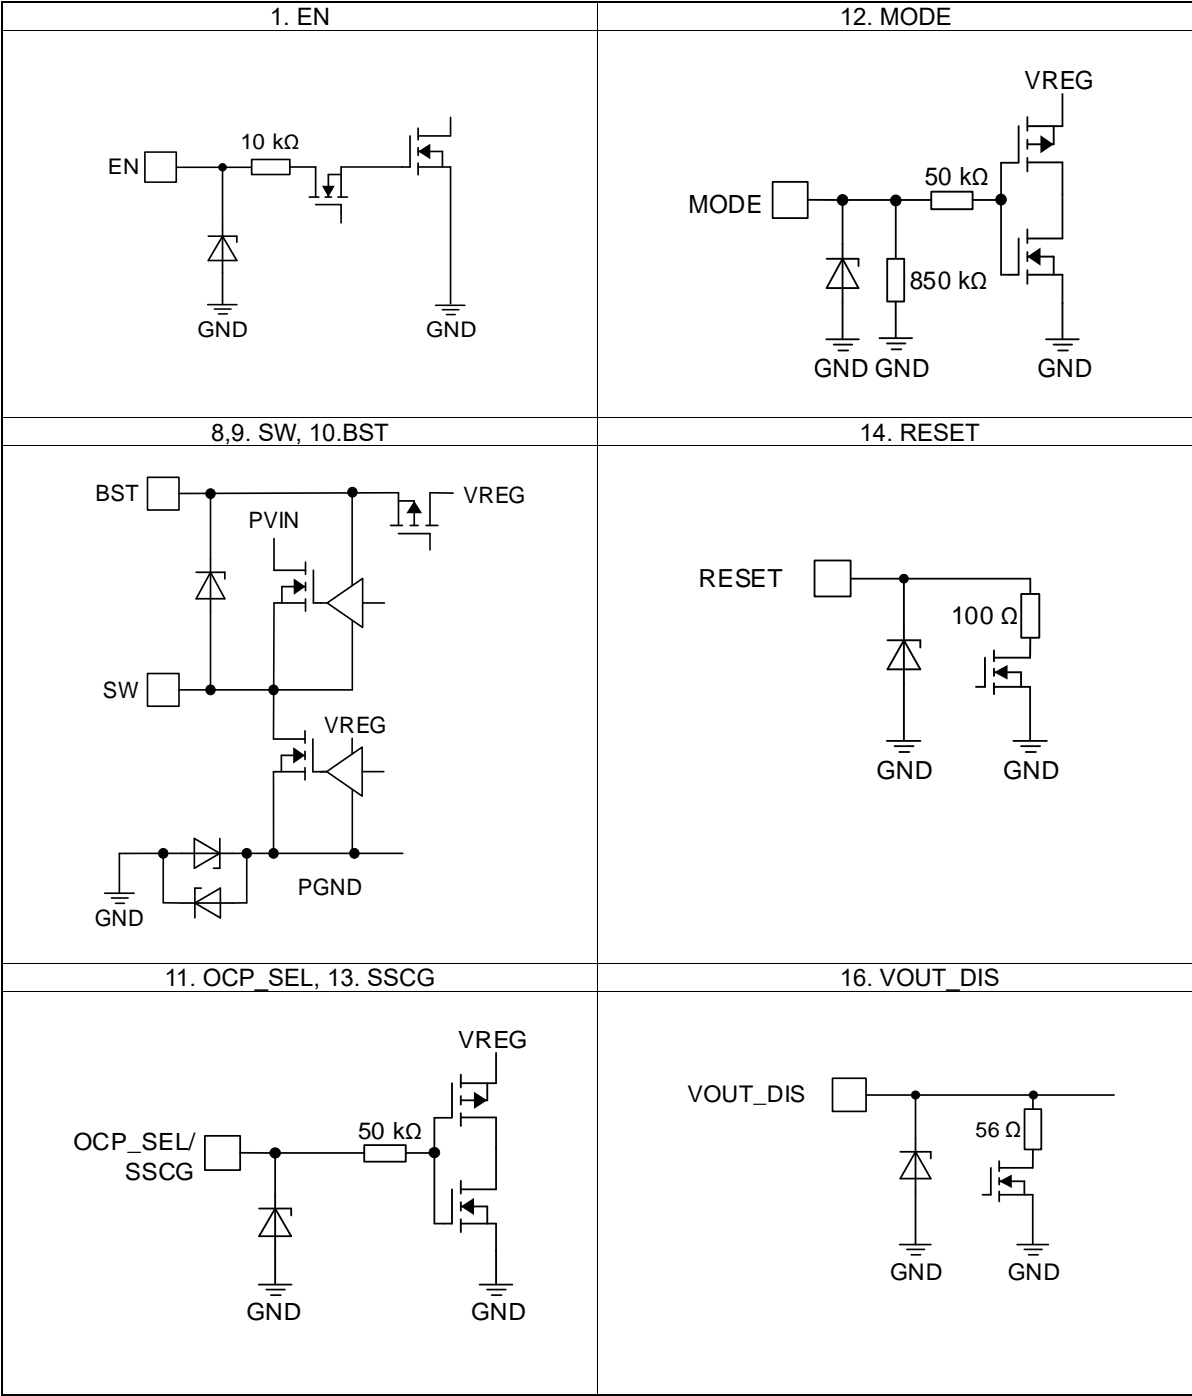 1. EN
12. MODE
EN
10 kΩ
GND
GND
VREG
MODE
50 kΩ
850 kΩ
GND GND
GND
8,9. SW, 10.BST
14. RESET
BST
VREG
PVIN
SW
VREG
PGND
GND
RESET
100 Ω
GND
GND
11. OCP_SEL, 13. SSCG
16. VOUT_DIS
VREG
OCP_SEL/
SSCG
50 kΩ
GND
GND
VOUT_DIS
56 Ω
GND
GND